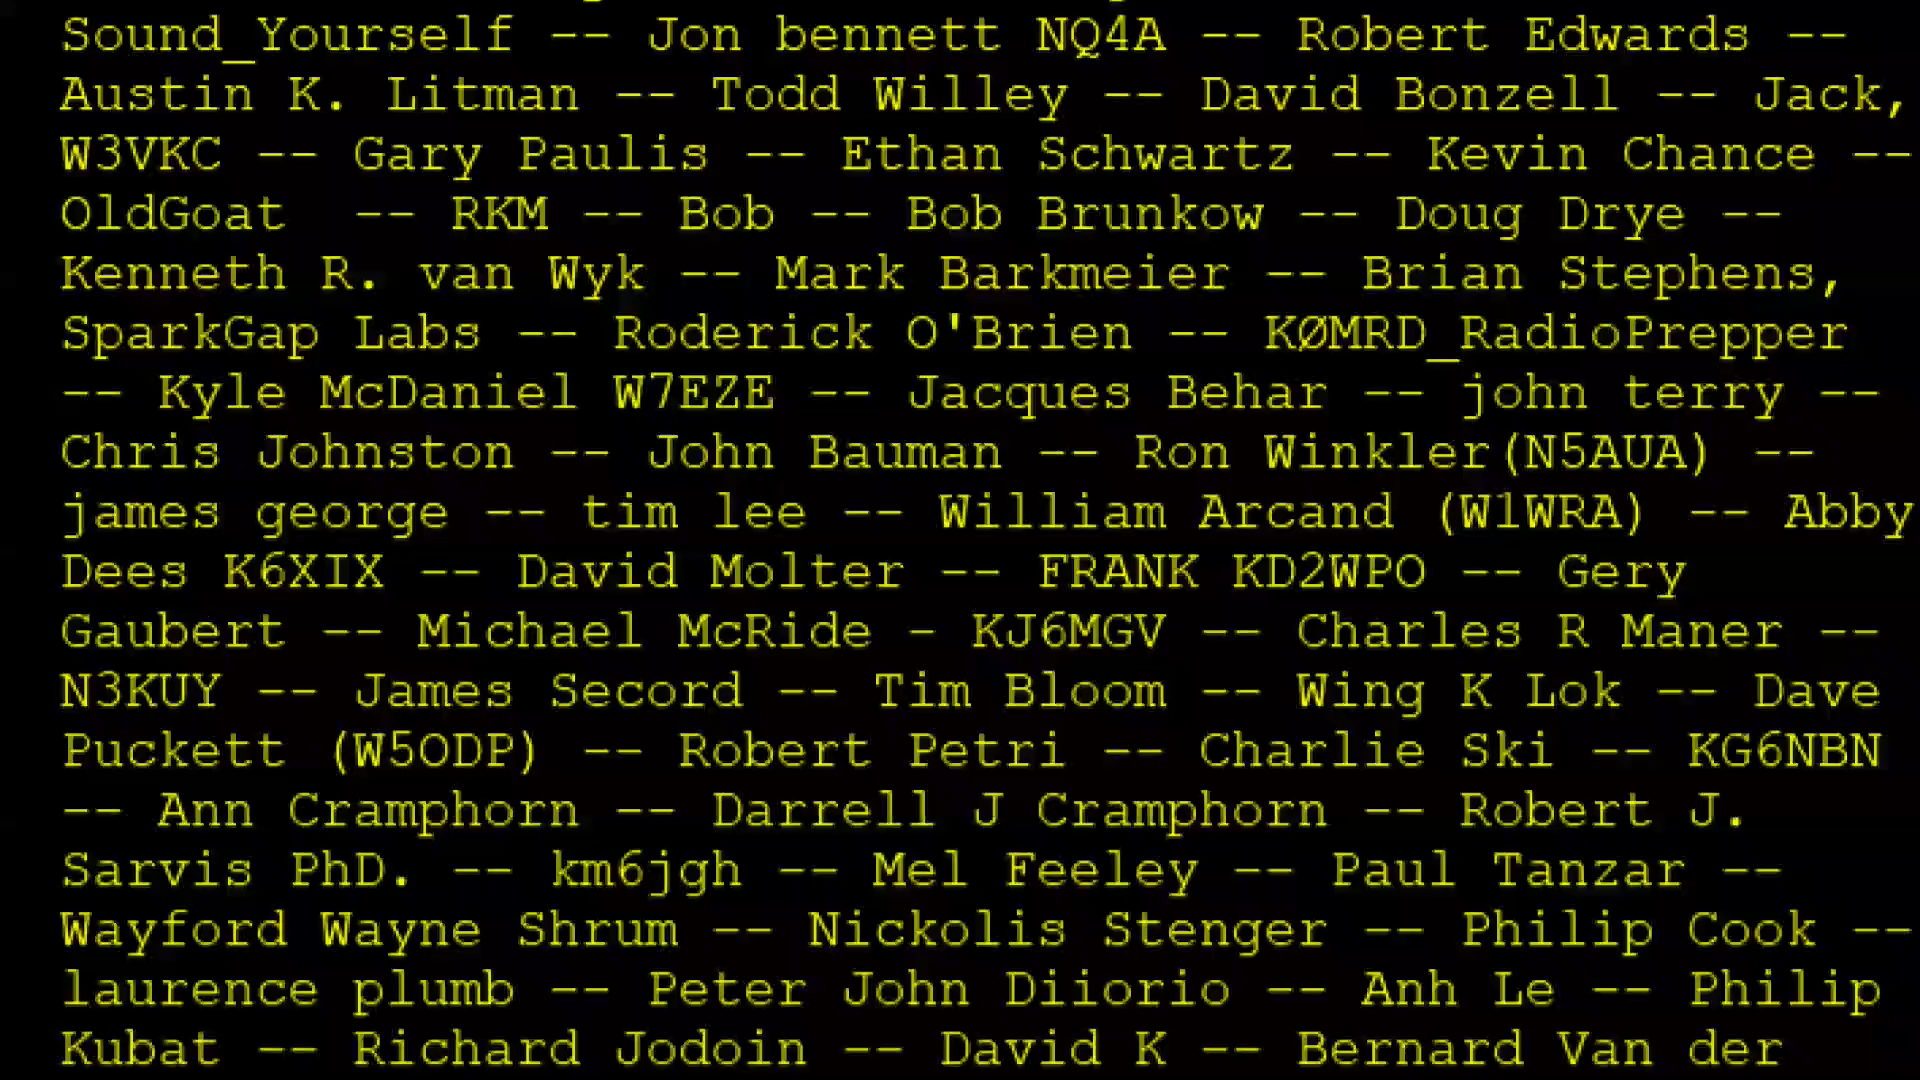 Sound_Yourself -- Jon bennett NQ4A -- Robert Edwards --
Austin K. Litman -- Todd Willey -- David Bonzell -- Jack,
W3VKC -- Gary Paulis -- Ethan Schwartz -- Kevin Chance --
OldGoat  -- RKM -- Bob -- Bob Brunkow -- Doug Drye --
Kenneth R. van Wyk -- Mark Barkmeier -- Brian Stephens,
SparkGap Labs -- Roderick O'Brien -- KØMRD_RadioPrepper
-- Kyle McDaniel W7EZE -- Jacques Behar -- john terry --
Chris Johnston -- John Bauman -- Ron Winkler(N5AUA) --
james george -- tim lee -- William Arcand (W1WRA) -- Abby
Dees K6XIX -- David Molter -- FRANK KD2WPO -- Gery
Gaubert -- Michael McRide - KJ6MGV -- Charles R Maner --
N3KUY -- James Secord -- Tim Bloom -- Wing K Lok -- Dave
Puckett (W5ODP) -- Robert Petri -- Charlie Ski -- KG6NBN
-- Ann Cramphorn -- Darrell J Cramphorn -- Robert J.
Sarvis PhD. -- km6jgh -- Mel Feeley -- Paul Tanzar --
Wayford Wayne Shrum -- Nickolis Stenger -- Philip Cook --
laurence plumb -- Peter John Diiorio -- Anh Le -- Philip
Kubat -- Richard Jodoin -- David K -- Bernard Van der